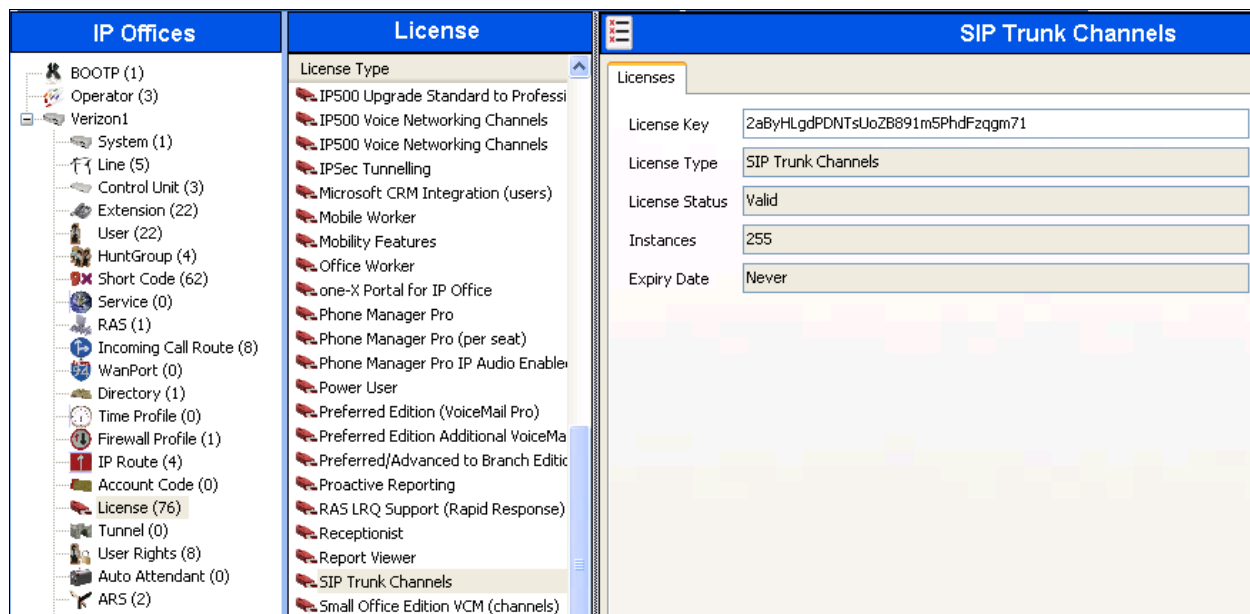 IP Offices
BOOTP (1)
Operator (3)
Verizon1
System (1)
Line (5)
Control Unit (3)
Extension (22)
User (22)
HuntGroup (4)
Short Code (62)
Service (0)
RAS (1)
Incoming Call Route (8)
WanPort (0)
Directory (1)
Time Profile (0)
Firewall Profile (1)
IP Route (4)
Account Code (0)
License (76)
Tunnel (0)
User Rights (8)
Auto Attendant (0)
ARS (2)
License
License Type
IP500 Upgrade Standard to Professi
IP500 Voice Networking Channels
IP500 Voice Networking Channels
IPSec Tunnelling
Microsoft CRM Integration (users)
Mobile Worker
Mobility Features
Office Worker
one-X Portal for IP Office
Phone Manager Pro
Phone Manager Pro (per seat)
Phone Manager Pro IP Audio Enable
Power User
Preferred Edition (VoiceMail Pro)
Preferred Edition Additional VoiceMa
Preferred/Advanced to Branch Editic
Proactive Reporting
RAS LRQ Support (Rapid Response)
Receptionist
Report Viewer
SIP Trunk Channels
Small Office Edition VCM (channels)
SIP Trunk Channels
Licenses
License Key 2aByHLgdPDNTsUoZB891m5PhdFzqgm71
License Type SIP Trunk Channels
License Status Valid
Instances 255
Expiry Date Never